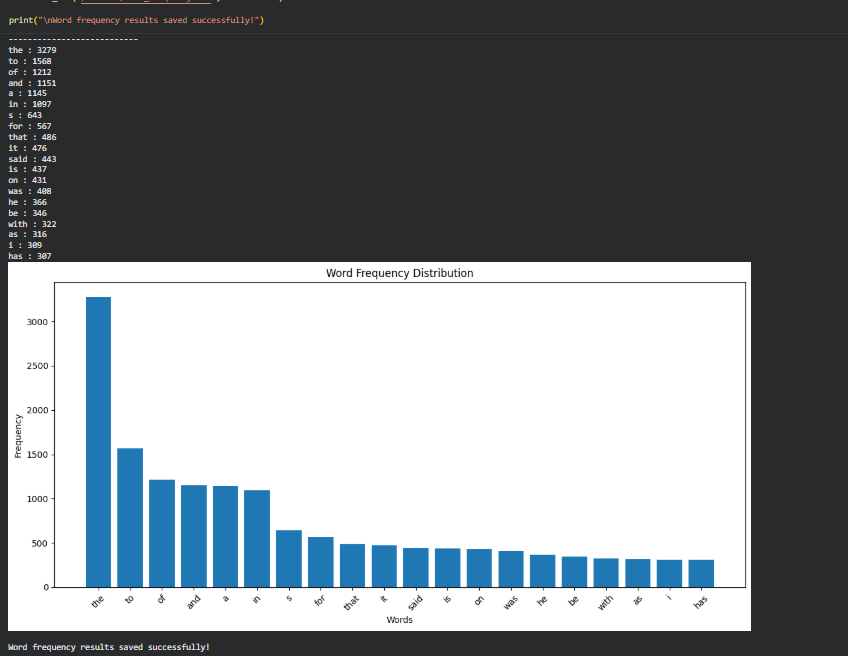 print("\nWord frequency results saved successfully!")
---------------------------
the : 3279
to : 1568
of : 1212
and : 1151
a : 1145
in : 1097
s : 643
for : 567
that : 486
it : 476
said : 443
is : 437
on : 431
was : 408
he : 366
be : 346
with : 322
as : 316
i : 309
has : 307
Word Frequency Distribution
3000
2500
2000
1500
1000
500
0
Frequency
the to of and a in s for that it said is on was he be with as i has
Words
Word frequency results saved successfully!